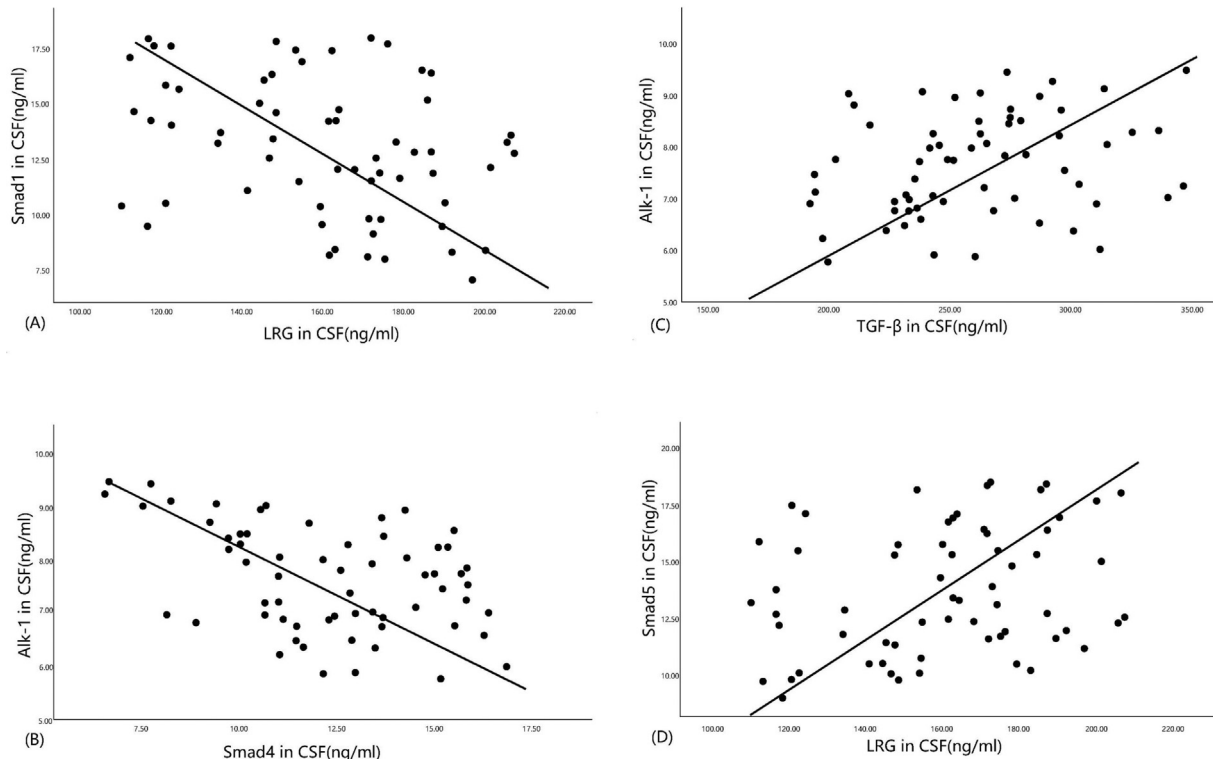 17.50
15.00
12.50
10.00
7.50
Smad1 in CSF(ng/ml)
100.00 120.00 140.00 160.00 180.00 200.00 220.00
(A)
LRG in CSF(ng/ml)
10.00
9.00
8.00
7.00
6.00
5.00
Alk-1 in CSF(ng/ml)
150.00 200.00 250.00 300.00 350.00
(C)
TGF-β in CSF(ng/ml)
10.00
9.00
8.00
7.00
6.00
5.00
Alk-1 in CSF(ng/ml)
7.50 10.00 12.50 15.00 17.50
(B)
Smad4 in CSF(ng/ml)
20.00
17.50
15.00
12.50
10.00
Smad5 in CSF(ng/ml)
100.00 120.00 140.00 160.00 180.00 200.00 220.00
(D)
LRG in CSF(ng/ml)